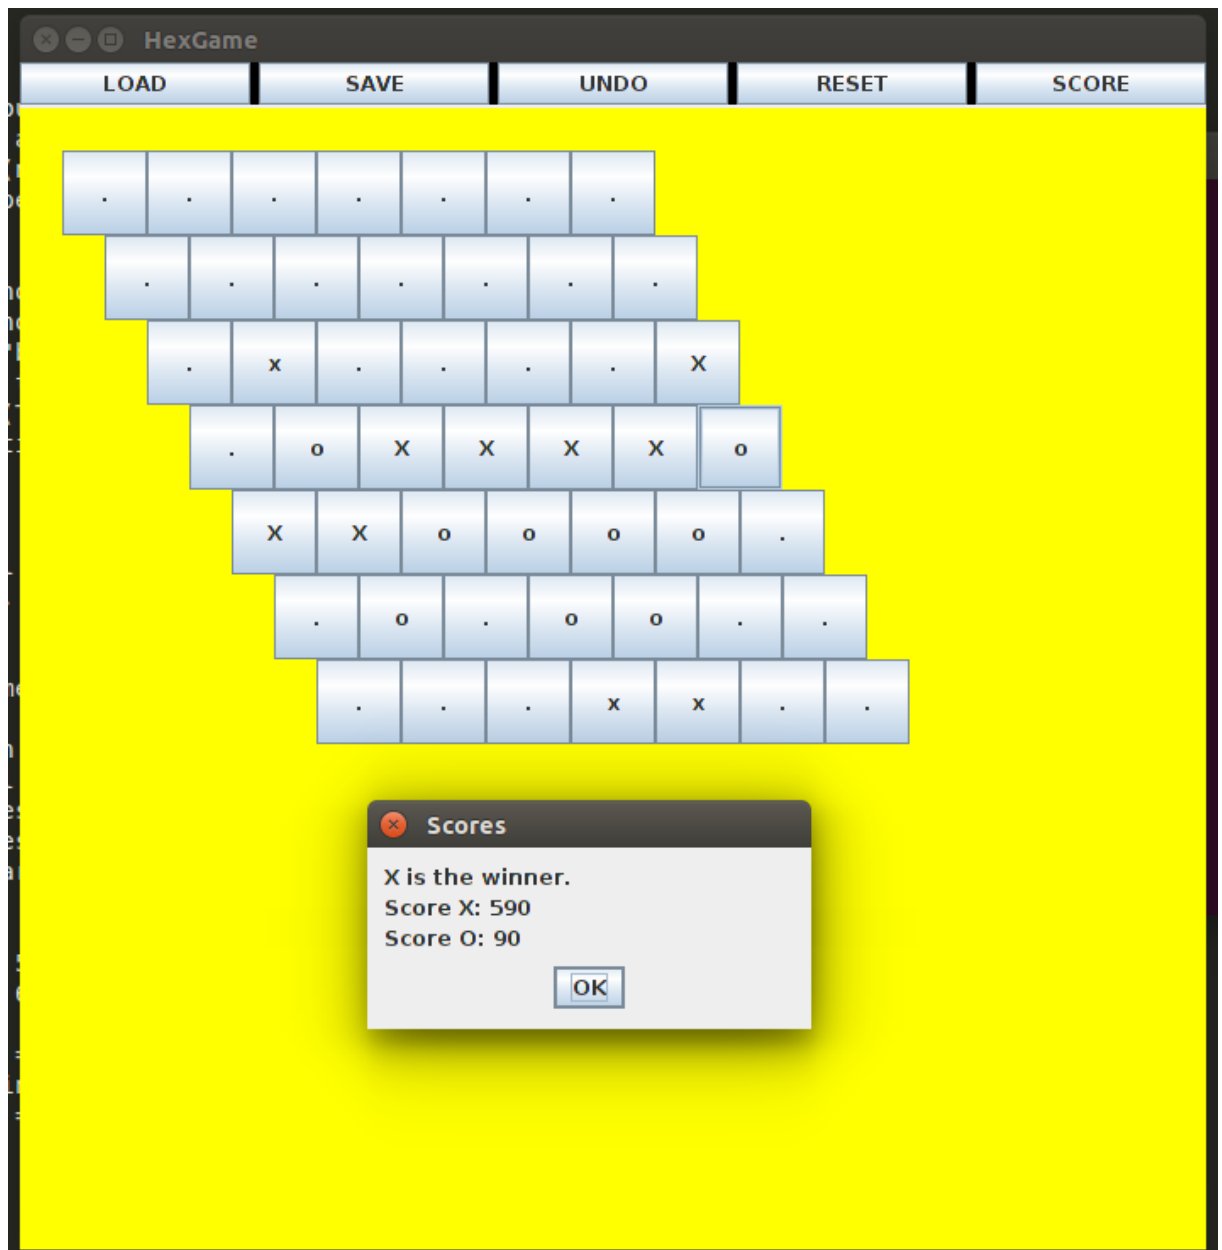 HexGame
LOAD SAVE UNDO RESET SCORE
. . . . . . .
. . . . . . .
. x . . . . X
. o X X X X o
X X o o o o .
. o . o o . .
. . . x x . .
Scores
X is the winner.
Score X: 590
Score O: 90
OK